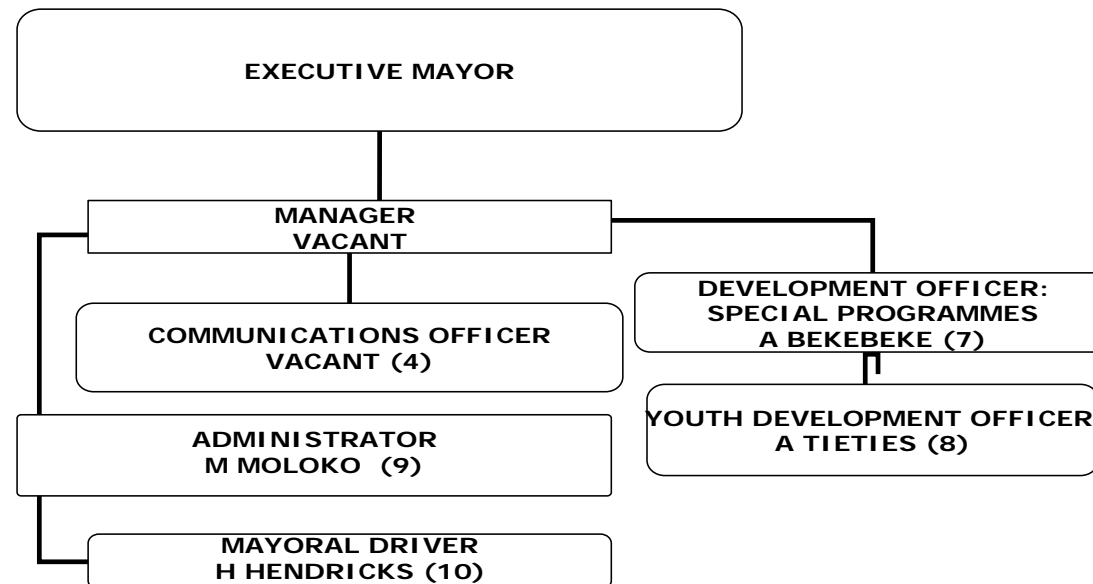 EXECUTIVE MAYOR
MANAGER
VACANT
COMMUNICATIONS OFFICER
VACANT (4)
DEVELOPMENT OFFICER:
SPECIAL PROGRAMMES
A BEKEBEKE (7)
YOUTH DEVELOPMENT OFFICER
A TIETIES (8)
ADMINISTRATOR
M MOLOKO (9)
MAYORAL DRIVER
H HENDRICKS (10)